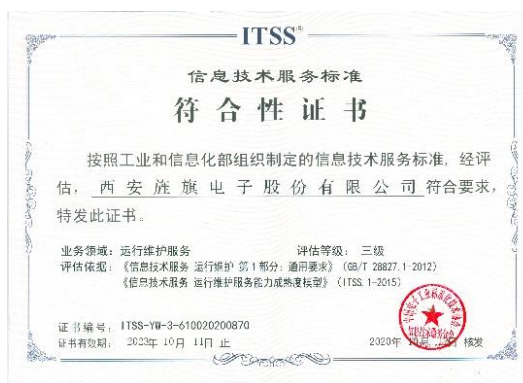 ITSS
信息技术服务标准
符合性证书
按照工业和信息化部组织制定的信息技术服务标准，经评
估，西安旌旗电子股份有限公司符合要求，
特发此证书。
业务领域：运行维护服务 评估等级：三级
评估依据：《信息技术服务 运行维护 第1部分：通用要求》（GB/T 28827.1-2012）
《信息技术服务 运行维护服务能力成熟度模型》（ITSS.1-2015）
证书编号：ITSS-YW-3-610020200870
证书有效期：2023年 10月 11日 止 2020年 核发